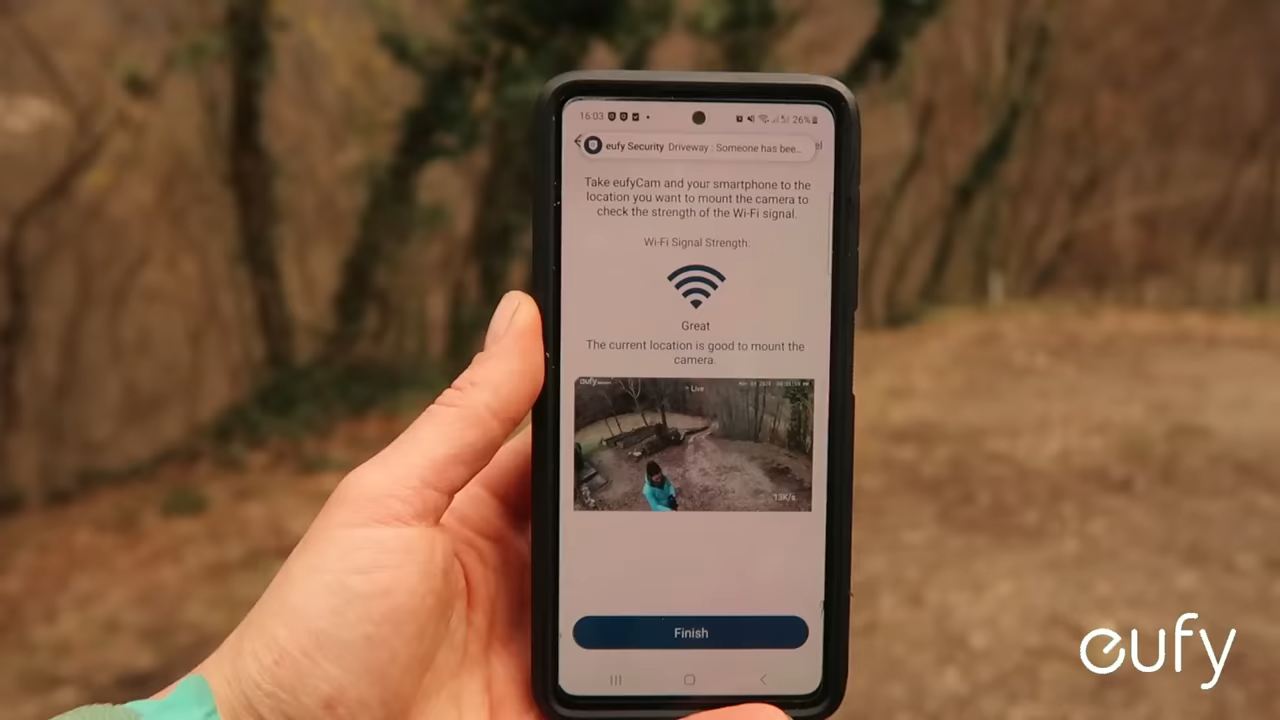 16:03
26%
eufy Security Driveway : Someone has bee...
Take eufyCam and your smartphone to the
location you want to mount the camera to
check the strength of the Wi-Fi signal.
Wi-Fi Signal Strength.
Great
The current location is good to mount the
camera.
eufy
Live
13K/s
Finish
eufy